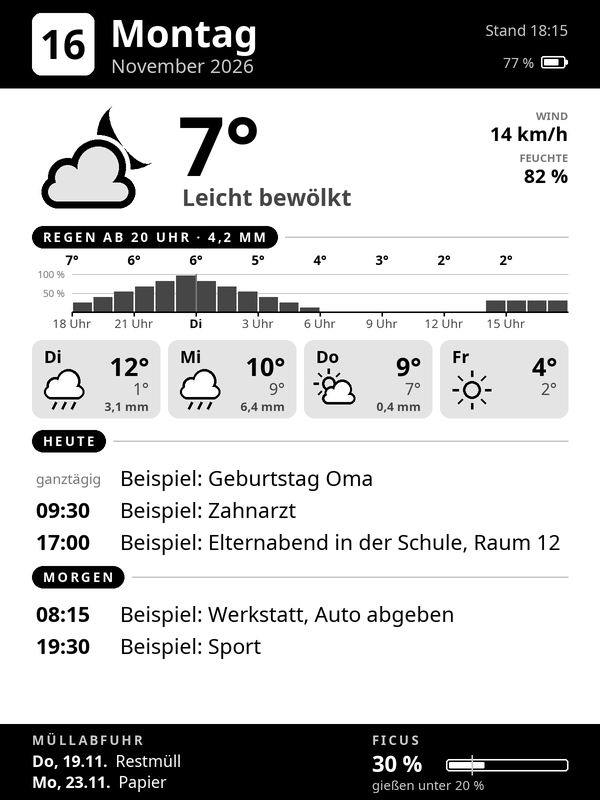 16 Montag
November 2026
Stand 18:15
77 %
7°
Leicht bewölkt
WIND
14 km/h
FEUCHTE
82 %
REGEN AB 20 UHR · 4,2 MM
7° 6° 6° 5° 4° 3° 2° 2°
100 %
50 %
18 Uhr 21 Uhr Di 3 Uhr 6 Uhr 9 Uhr 12 Uhr 15 Uhr
Di 12°
1°
3,1 mm
Mi 10°
9°
6,4 mm
Do 9°
7°
0,4 mm
Fr 4°
2°
HEUTE
ganztägig Beispiel: Geburtstag Oma
09:30 Beispiel: Zahnarzt
17:00 Beispiel: Elternabend in der Schule, Raum 12
MORGEN
08:15 Beispiel: Werkstatt, Auto abgeben
19:30 Beispiel: Sport
MÜLLABFUHR
Do, 19.11. Restmüll
Mo, 23.11. Papier
FICUS
30 %
gießen unter 20 %